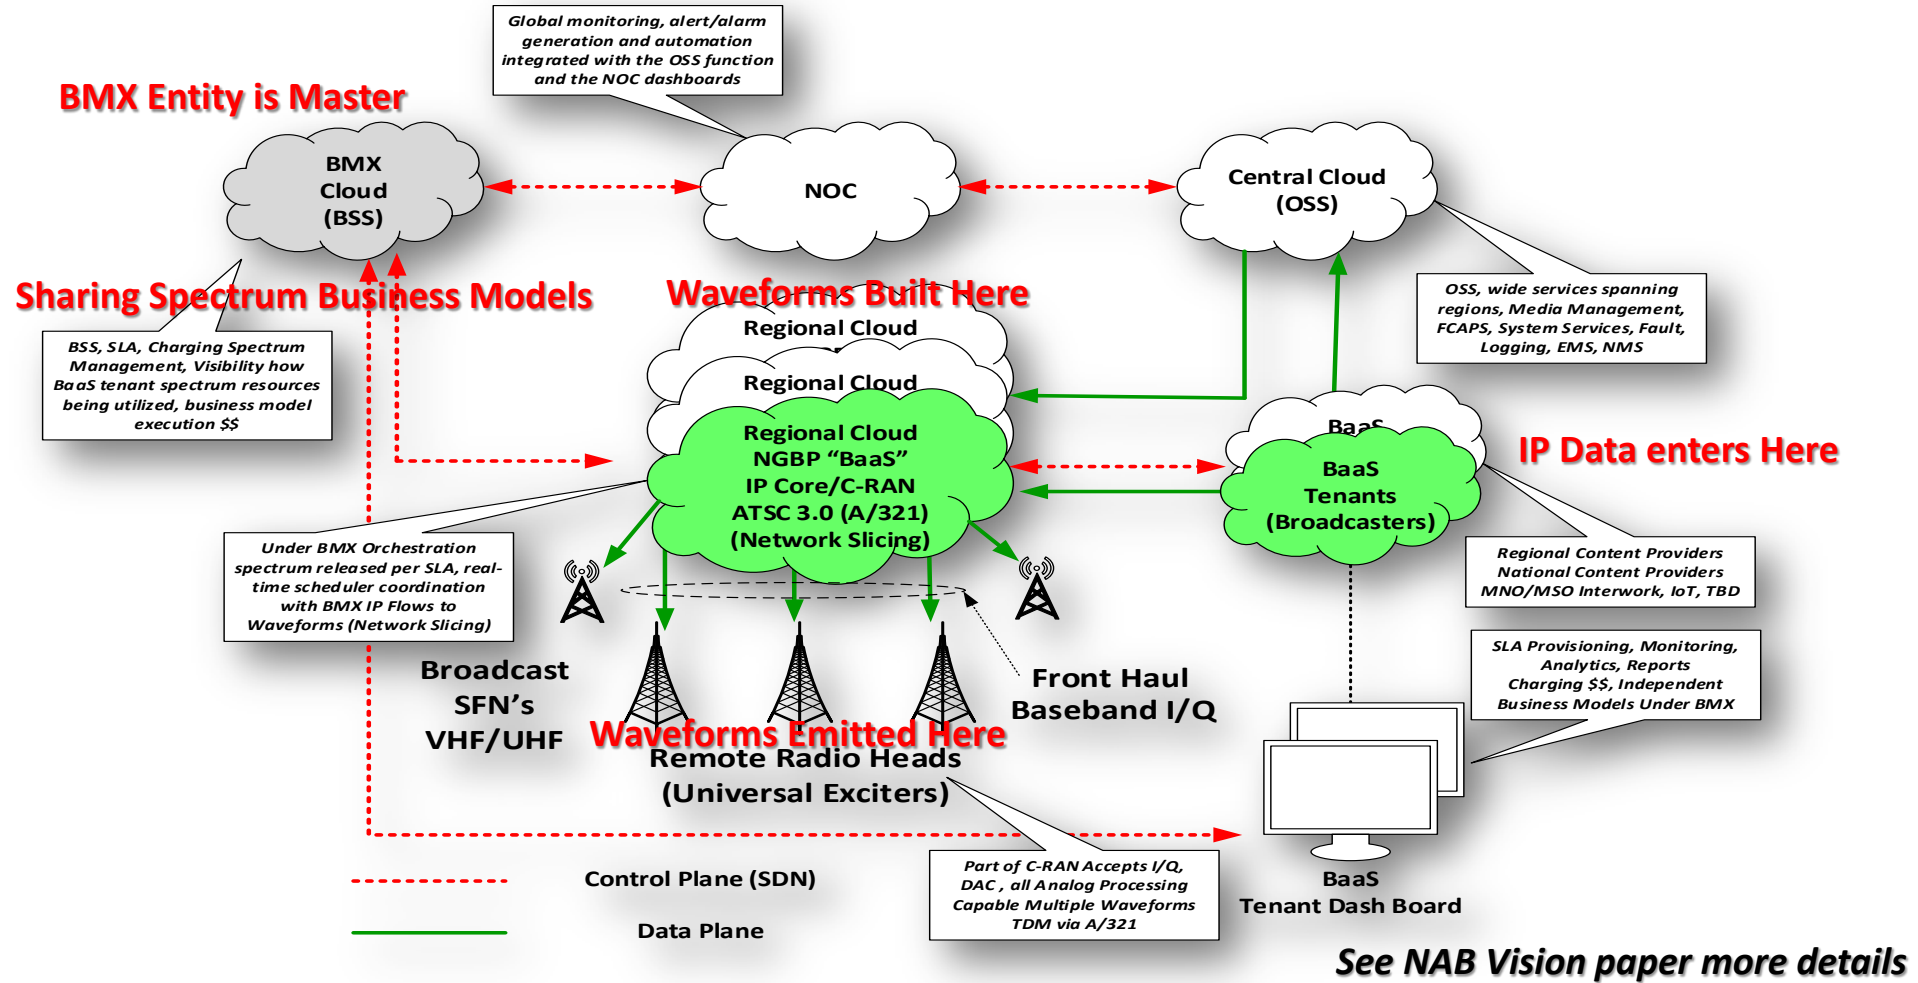 Global monitoring, alert/alarm
generation and automation
integrated with the OSS function
and the NOC dashboards
BMX Entity is Master
BMX
Cloud
(BSS)
NOC
Central Cloud
(OSS)
Sharing Spectrum Business Models
BSS, SLA, Charging Spectrum
Management, Visibility how
BaaS tenant spectrum resources
being utilized, business model
execution $$
Waveforms Built Here
Regional Cloud
Regional Cloud
Regional Cloud
NGBP “BaaS”
IP Core/C-RAN
ATSC 3.0 (A/321)
(Network Slicing)
OSS, wide services spanning
regions, Media Management,
FCAPS, System Services, Fault,
Logging, EMS, NMS
BaaS
BaaS
Tenants
(Broadcasters)
IP Data enters Here
Under BMX Orchestration
spectrum released per SLA, real-
time scheduler coordination
with BMX IP Flows to
Waveforms (Network Slicing)
Regional Content Providers
National Content Providers
MNO/MSO Interwork, IoT, TBD
SLA Provisioning, Monitoring,
Analytics, Reports
Charging $$, Independent
Business Models Under BMX
Broadcast
SFN's
VHF/UHF
Front Haul
Baseband I/Q
Waveforms Emitted Here
Remote Radio Heads
(Universal Exciters)
Part of C-RAN Accepts I/Q,
DAC , all Analog Processing
Capable Multiple Waveforms
TDM via A/321
Control Plane (SDN)
Data Plane
BaaS
Tenant Dash Board
See NAB Vision paper more details